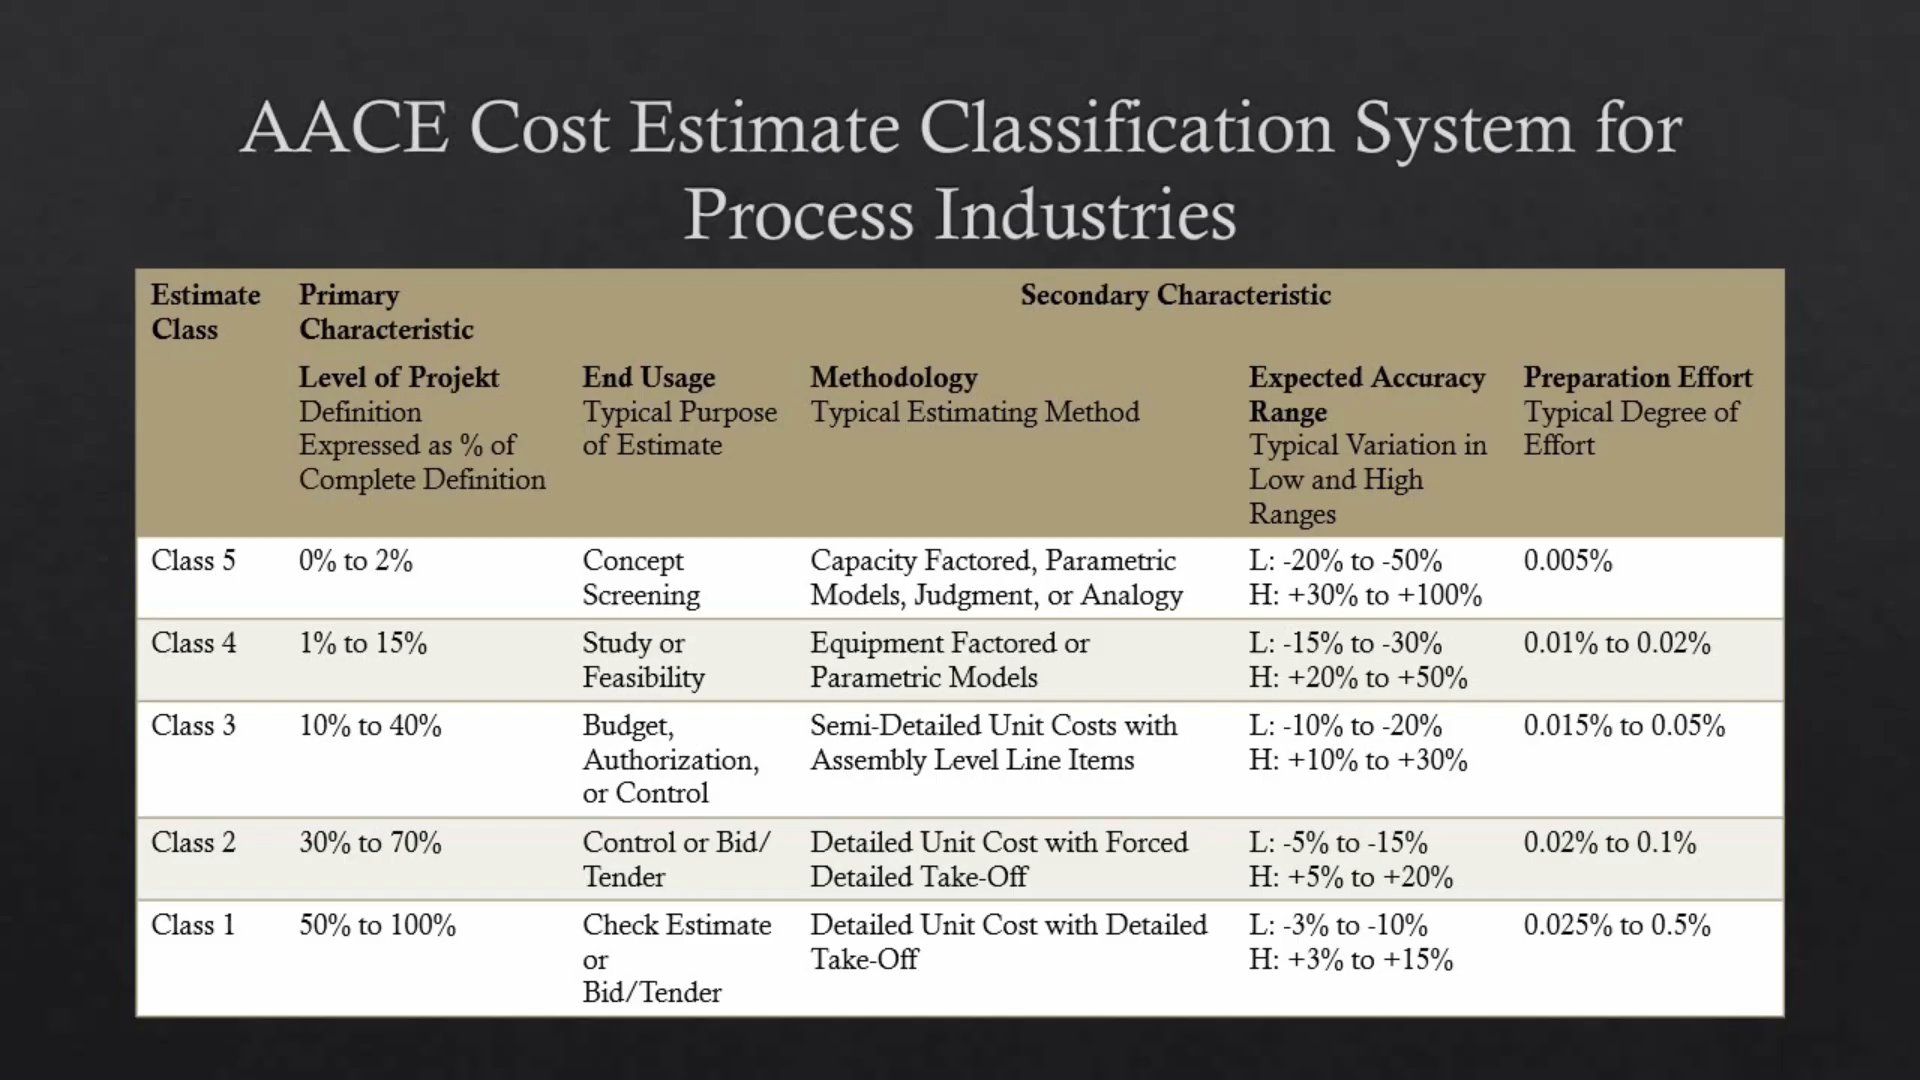 AACE Cost Estimate Classification System for
Process Industries
Estimate Class
Primary Characteristic
Secondary Characteristic
Level of Projekt
Definition
Expressed as % of
Complete Definition
End Usage
Typical Purpose
of Estimate
Methodology
Typical Estimating Method
Expected Accuracy
Range
Typical Variation in
Low and High
Ranges
Preparation Effort
Typical Degree of
Effort
Class 5
0% to 2%
Concept
Screening
Capacity Factored, Parametric
Models, Judgment, or Analogy
L: -20% to -50%
H: +30% to +100%
0.005%
Class 4
1% to 15%
Study or
Feasibility
Equipment Factored or
Parametric Models
L: -15% to -30%
H: +20% to +50%
0.01% to 0.02%
Class 3
10% to 40%
Budget,
Authorization,
or Control
Semi-Detailed Unit Costs with
Assembly Level Line Items
L: -10% to -20%
H: +10% to +30%
0.015% to 0.05%
Class 2
30% to 70%
Control or Bid/
Tender
Detailed Unit Cost with Forced
Detailed Take-Off
L: -5% to -15%
H: +5% to +20%
0.02% to 0.1%
Class 1
50% to 100%
Check Estimate
or
Bid/Tender
Detailed Unit Cost with Detailed
Take-Off
L: -3% to -10%
H: +3% to +15%
0.025% to 0.5%